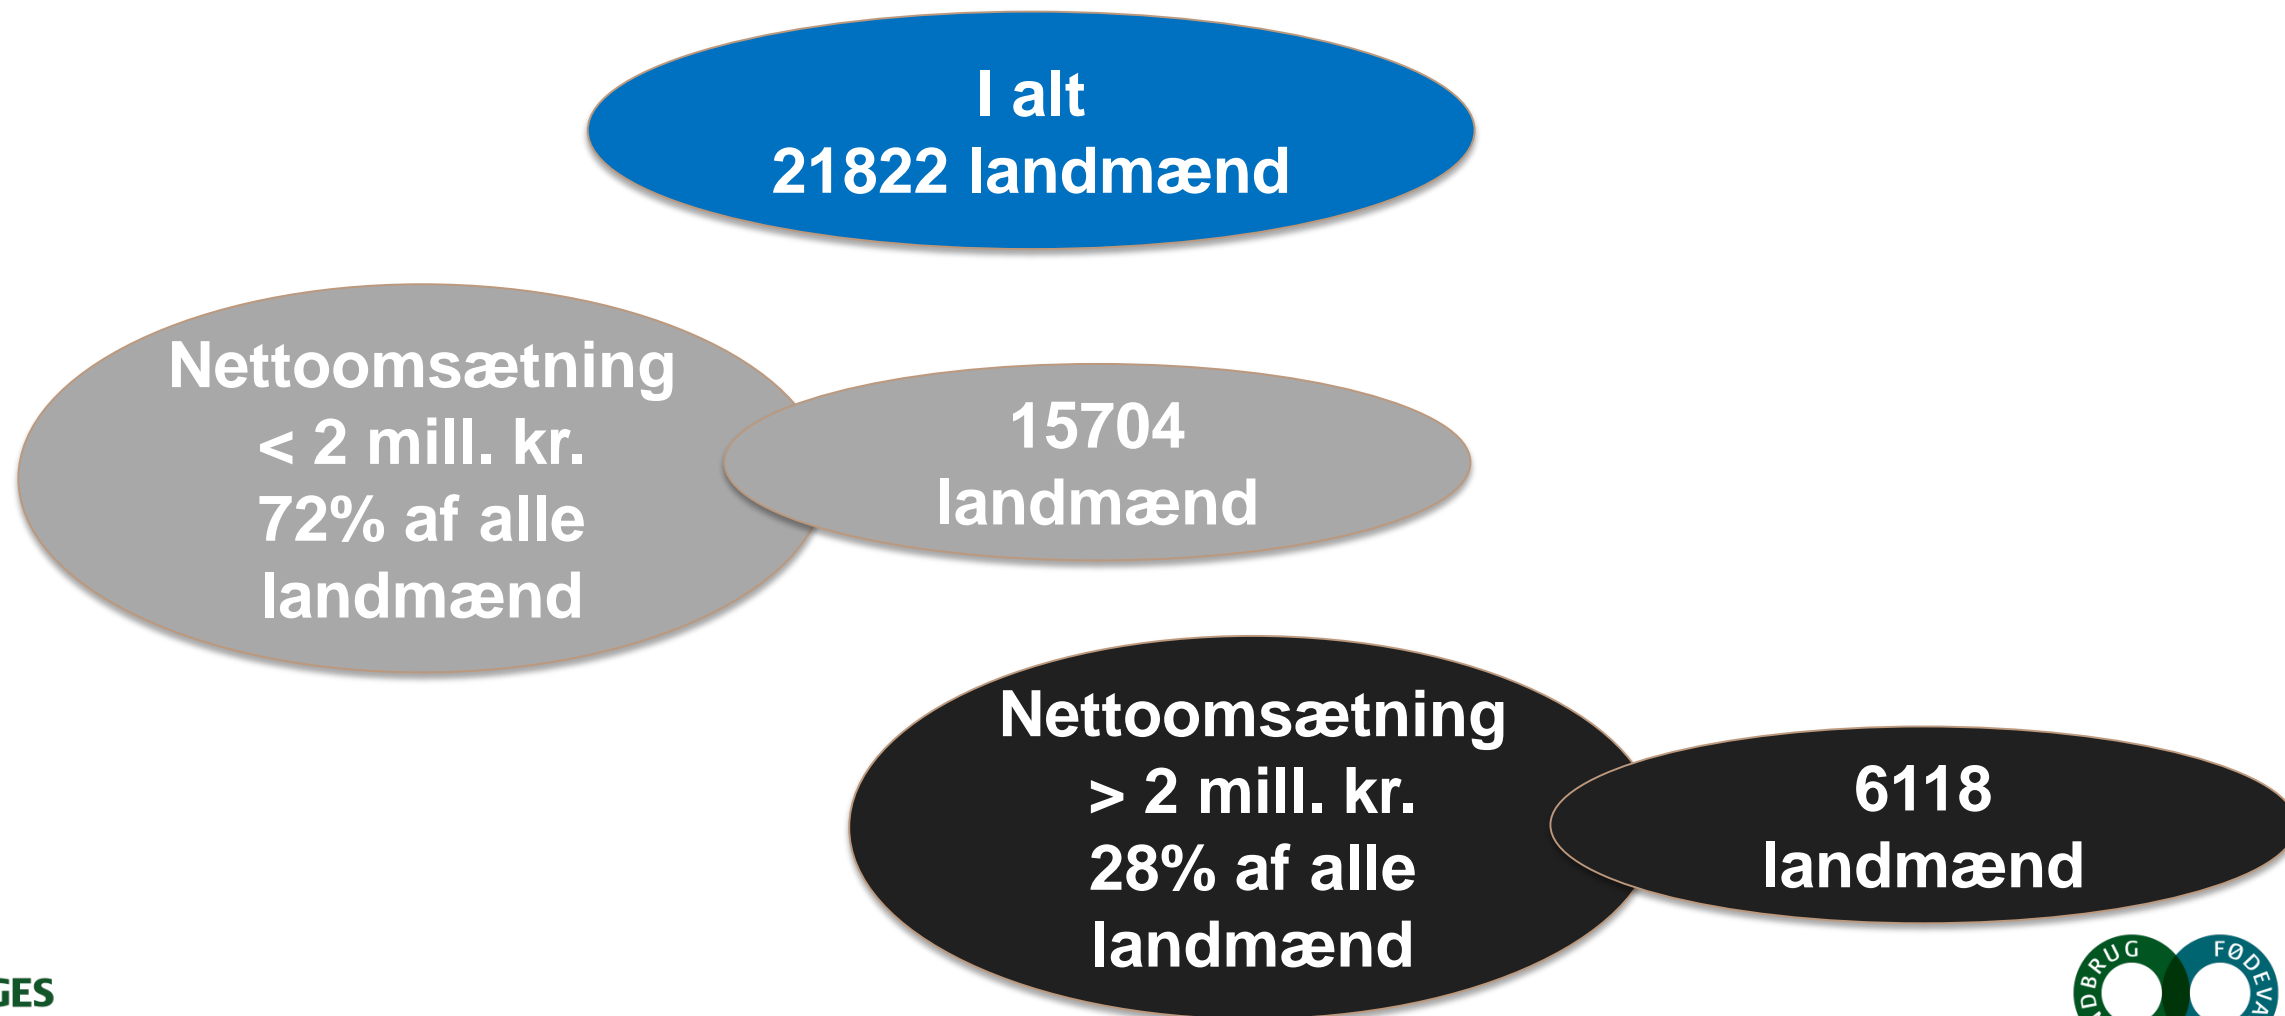 I alt
21822 landmænd
Nettoomsætning
< 2 mill. kr.
72% af alle
landmænd
15704
landmænd
Nettoomsætning
> 2 mill. kr.
28% af alle
landmænd
6118
landmænd